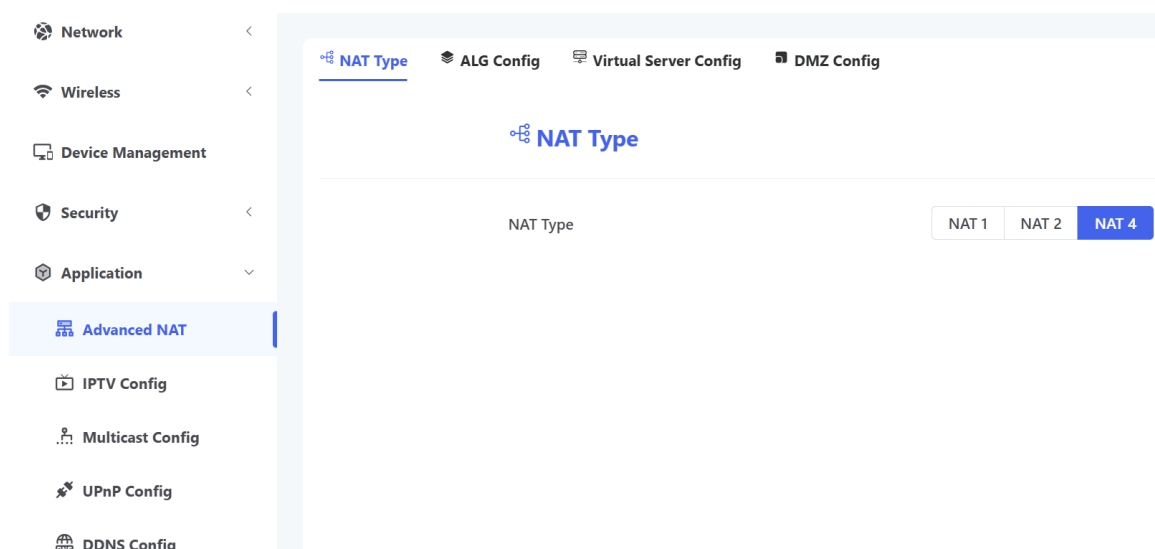 Network
Wireless
Device Management
Security
Application
Advanced NAT
IPTV Config
Multicast Config
UPnP Config
DDNS Config
NAT Type
ALG Config
Virtual Server Config
DMZ Config
NAT Type
NAT Type
NAT 1
NAT 2
NAT 4